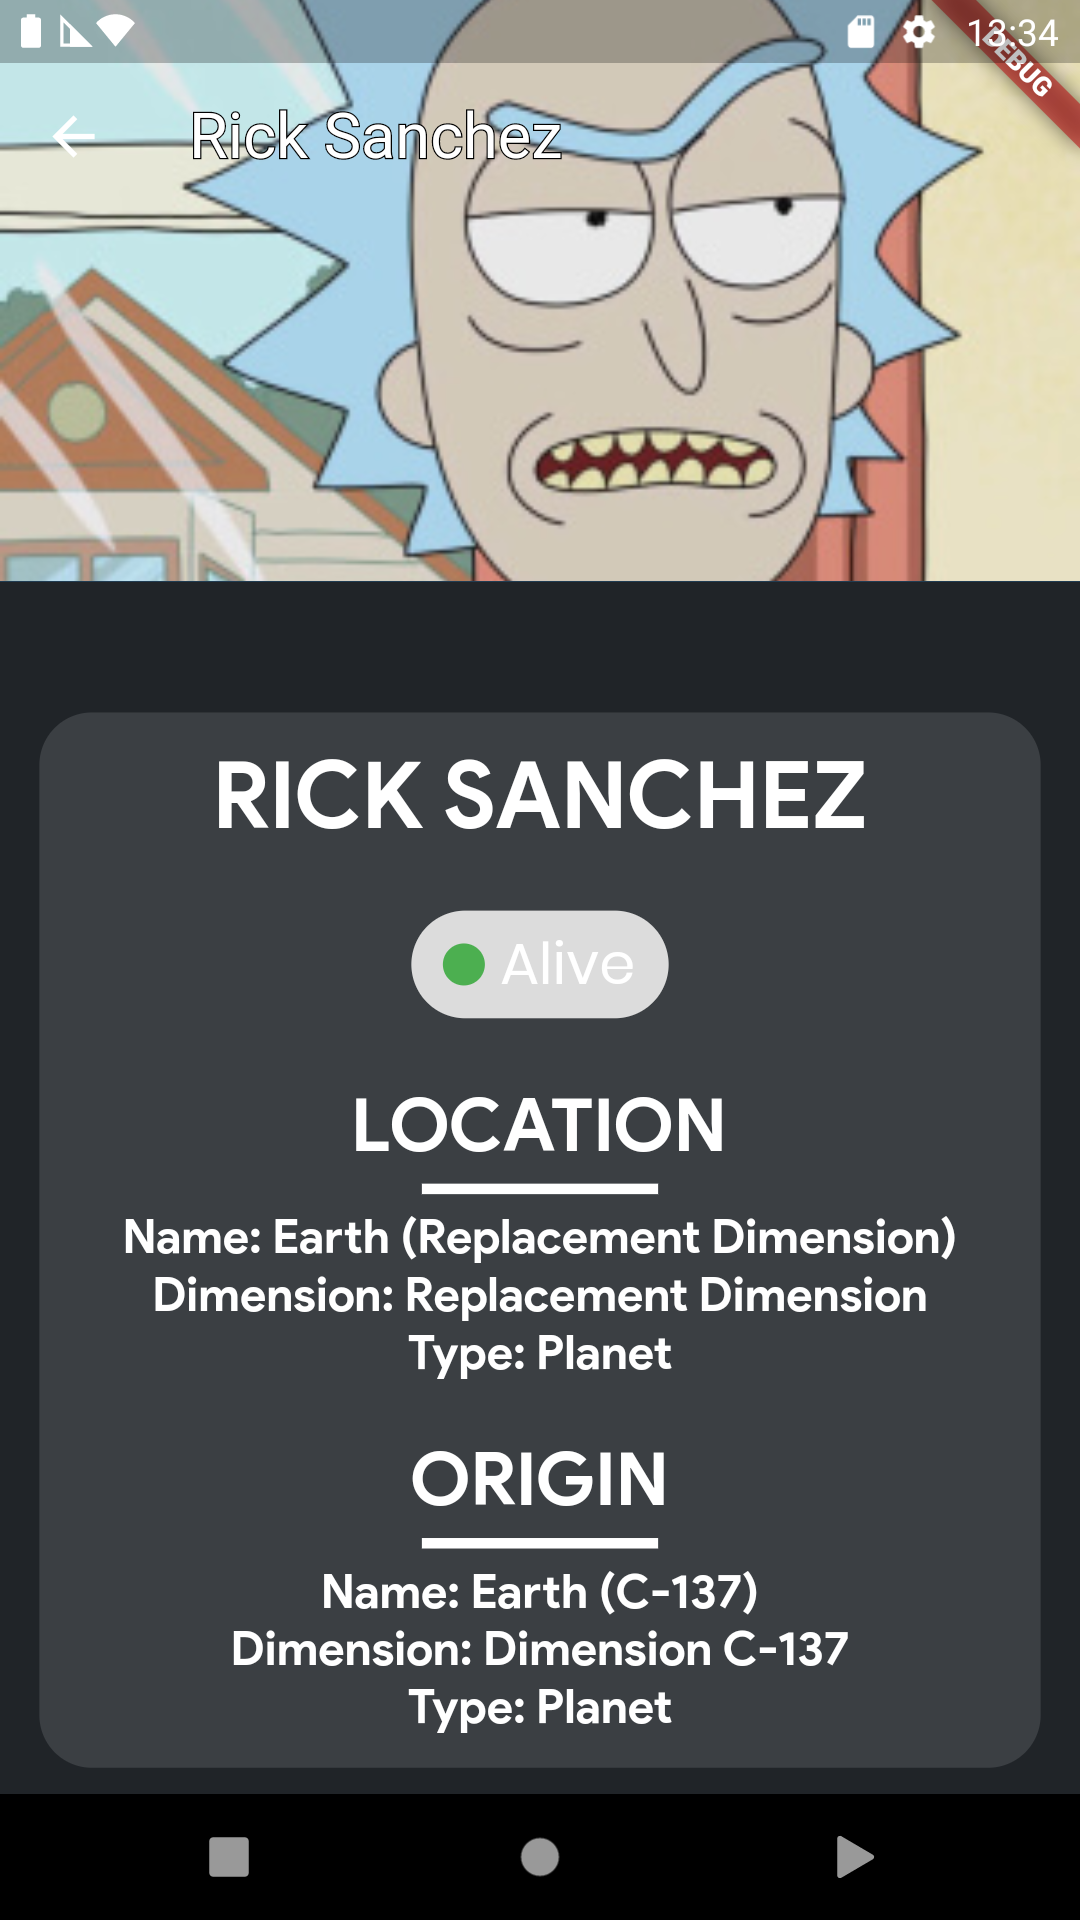 13:34
DEBUG
Rick Sanchez
RICK SANCHEZ
Alive
LOCATION
Name: Earth (Replacement Dimension)
Dimension: Replacement Dimension
Type: Planet
ORIGIN
Name: Earth (C-137)
Dimension: Dimension C-137
Type: Planet